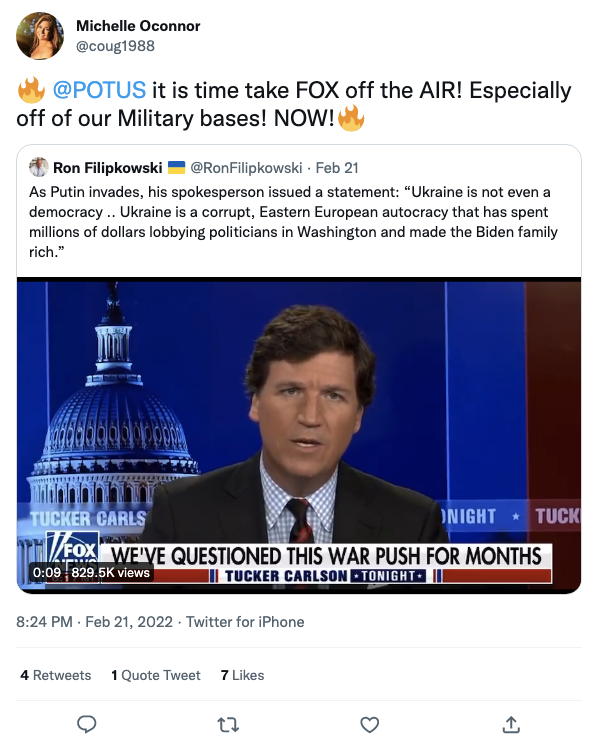 Michelle Oconnor
@coug1988
🔥 @POTUS it is time take FOX off the AIR! Especially
off of our Military bases! NOW!🔥
Ron Filipkowski 🇺🇦 @RonFilipkowski · Feb 21
As Putin invades, his spokesperson issued a statement: “Ukraine is not even a
democracy .. Ukraine is a corrupt, Eastern European autocracy that has spent
millions of dollars lobbying politicians in Washington and made the Biden family
rich.”
TUCKER CARLS
ONIGHT ★ TUCK
FOX
NEWS
WE'VE QUESTIONED THIS WAR PUSH FOR MONTHS
0:09 829.5K views
TUCKER CARLSON ★TONIGHT★
8:24 PM · Feb 21, 2022 · Twitter for iPhone
4 Retweets 1 Quote Tweet 7 Likes